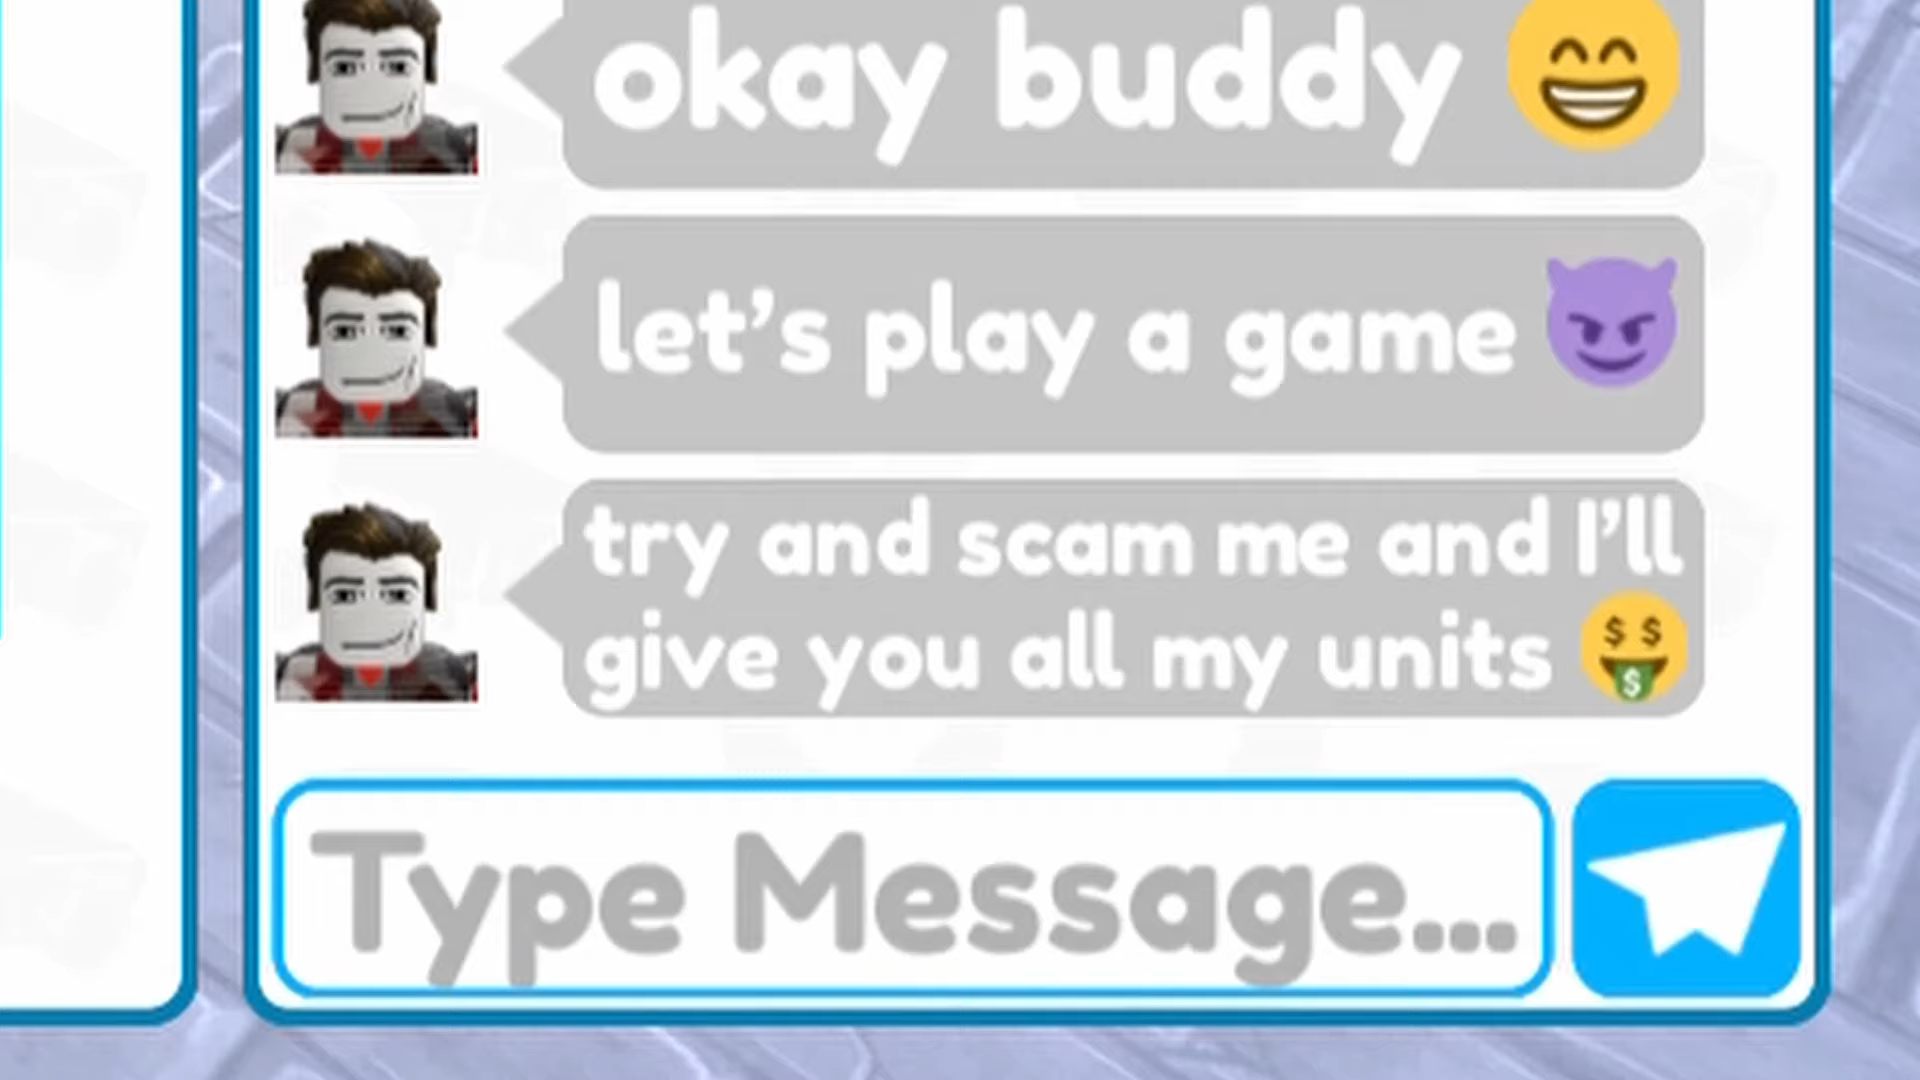 okay buddy 😁
let's play a game 😈
try and scam me and I'll
give you all my units 🤑
Type Message...